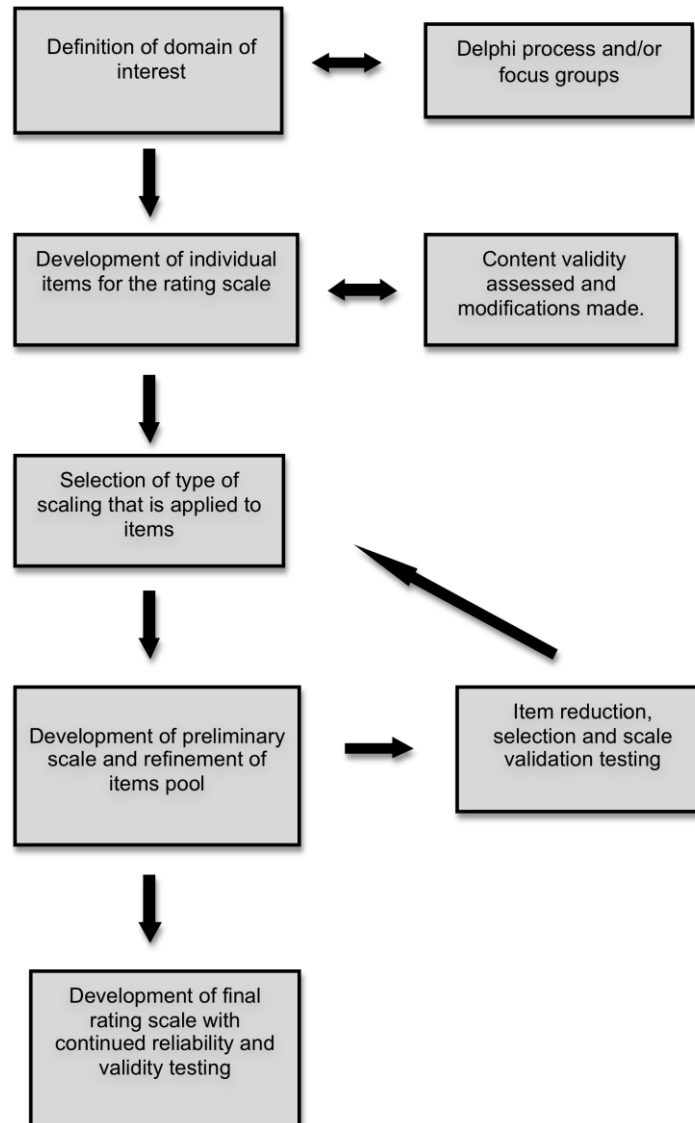 Definition of domain of
interest
Delphi process and/or
focus groups
Development of individual
items for the rating scale
Content validity
assessed and
modifications made.
Selection of type of
scaling that is applied to
items
Development of preliminary
scale and refinement of
items pool
Item reduction,
selection and scale
validation testing
Development of final
rating scale with
continued reliability and
validity testing